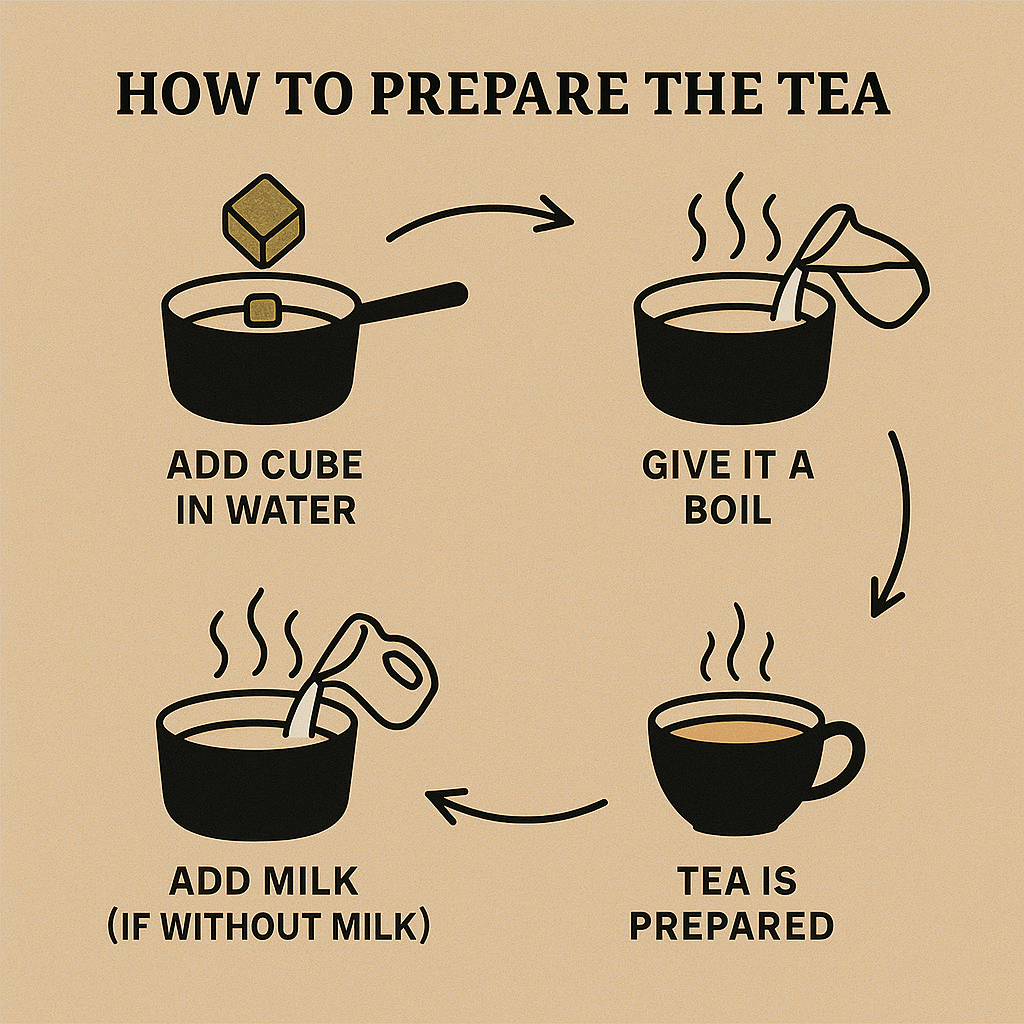 HOW TO PREPARE THE TEA
ADD CUBE
IN WATER
GIVE IT A
BOIL
ADD MILK
(IF WITHOUT MILK)
TEA IS
PREPARED